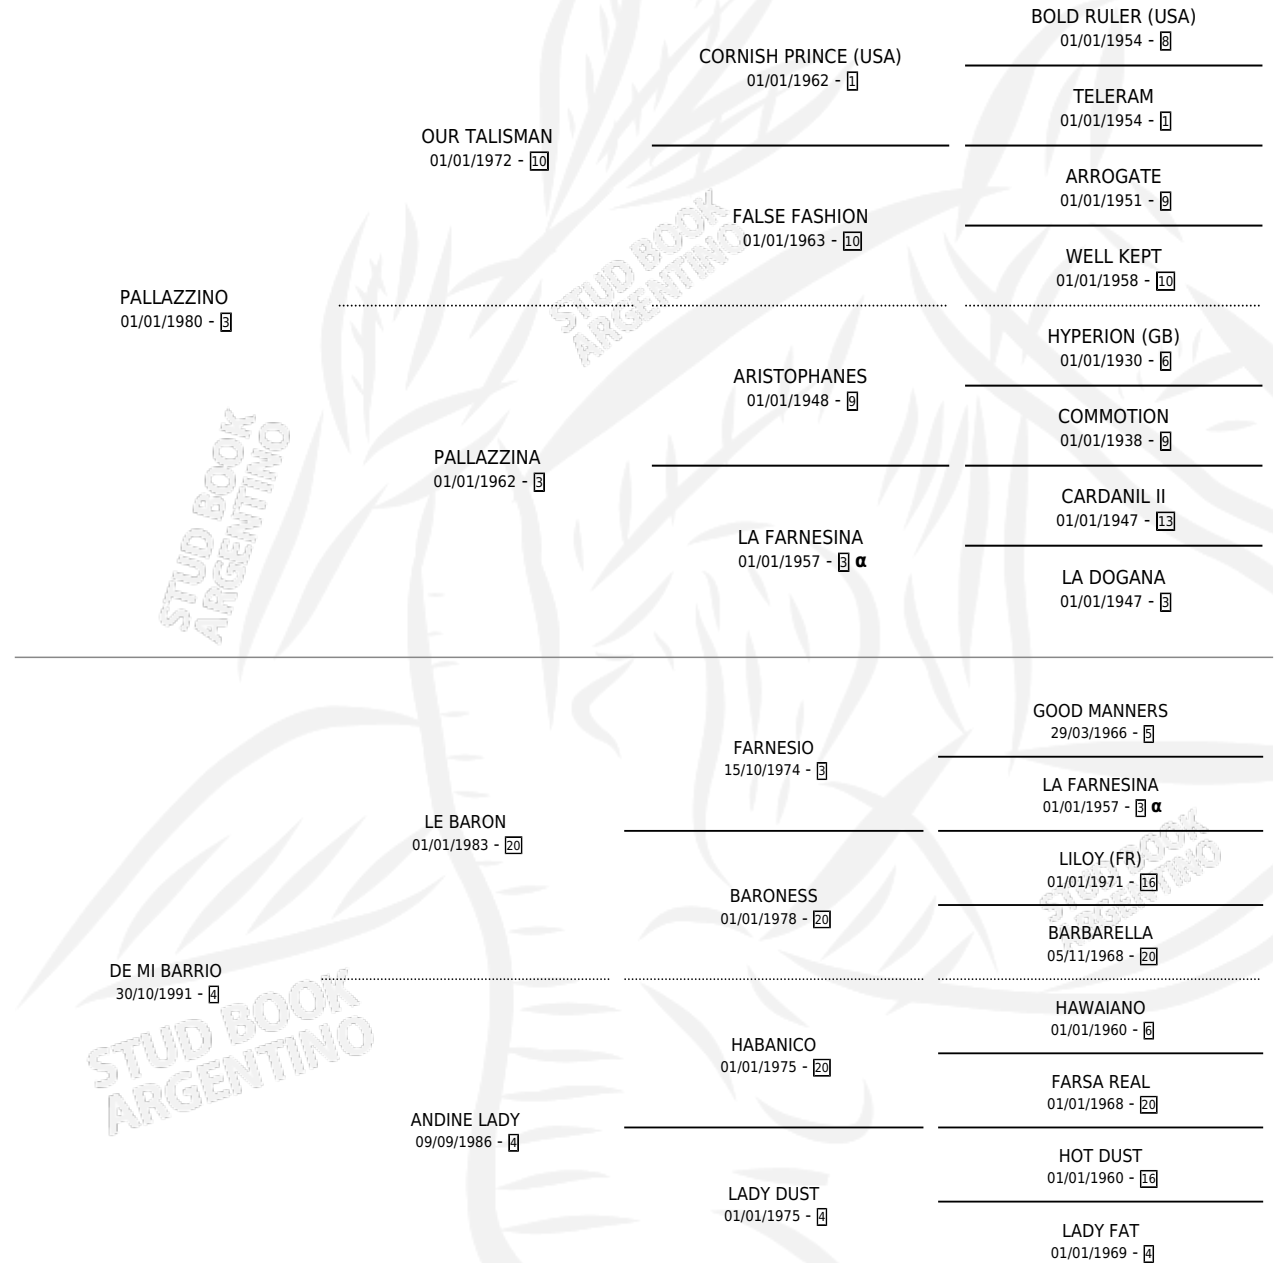 BOLD RULER (USA)
01/01/1954 - 8
CORNISH PRINCE (USA)
01/01/1962 - 1
TELERAM
01/01/1954 - 1
OUR TALISMAN
01/01/1972 - 10
ARROGATE
01/01/1951 - 9
FALSE FASHION
01/01/1963 - 10
WELL KEPT
01/01/1958 - 10
PALLAZZINO
01/01/1980 - 3
HYPERION (GB)
01/01/1930 - 6
ARISTOPHANES
01/01/1948 - 9
COMMOTION
01/01/1938 - 9
PALLAZZINA
01/01/1962 - 3
CARDANIL II
01/01/1947 - 13
LA FARNESINA
01/01/1957 - 3 α
LA DOGANA
01/01/1947 - 3
GOOD MANNERS
29/03/1966 - 5
FARNESIO
15/10/1974 - 3
LA FARNESINA
01/01/1957 - 3 α
LE BARON
01/01/1983 - 20
LILOY (FR)
01/01/1971 - 16
BARONESS
01/01/1978 - 20
BARBARELLA
05/11/1968 - 20
DE MI BARRIO
30/10/1991 - 4
HAWAIANO
01/01/1960 - 6
HABANICO
01/01/1975 - 20
FARSA REAL
01/01/1968 - 20
ANDINE LADY
09/09/1986 - 4
HOT DUST
01/01/1960 - 16
LADY DUST
01/01/1975 - 4
LADY FAT
01/01/1969 - 4
STUD BOOK
ARGENTINO
STUD BOOK
ARGENTINO
STUD BOOK
ARGENTINO
STUD BOOK
ARGENTINO